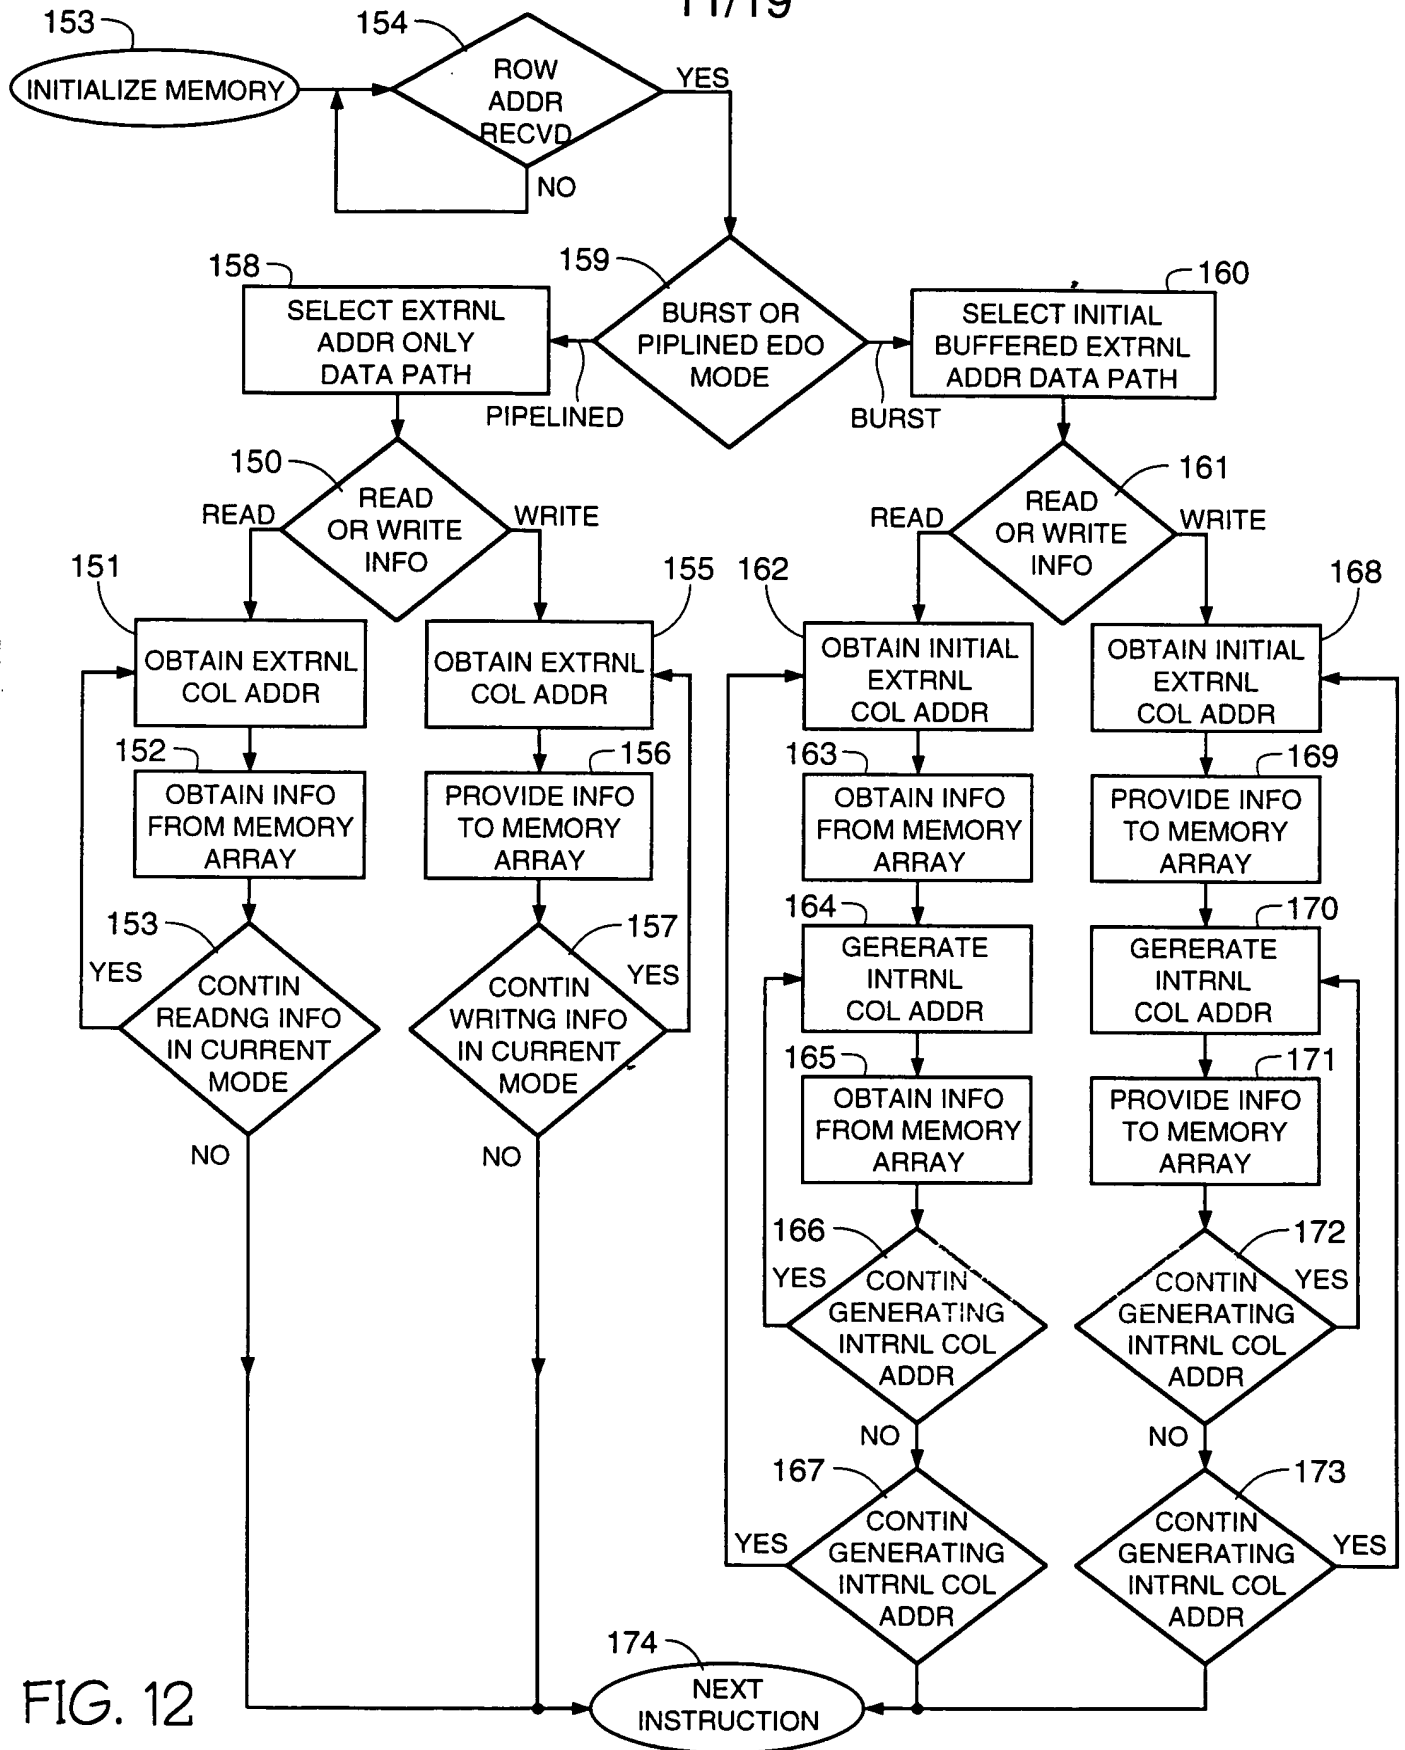 11/19
153
INITIALIZE MEMORY
154
ROW
ADDR
RECVD
YES
NO
158
SELECT EXTRNL
ADDR ONLY
DATA PATH
159
BURST OR
PIPLINED EDO
MODE
PIPELINED
BURST
160
SELECT INITIAL
BUFFERED EXTRNL
ADDR DATA PATH
150
READ
OR WRITE
INFO
READ
WRITE
161
READ
OR WRITE
INFO
READ
WRITE
151
OBTAIN EXTRNL
COL ADDR
155
OBTAIN EXTRNL
COL ADDR
162
OBTAIN INITIAL
EXTRNL
COL ADDR
168
OBTAIN INITIAL
EXTRNL
COL ADDR
152
OBTAIN INFO
FROM MEMORY
ARRAY
156
PROVIDE INFO
TO MEMORY
ARRAY
163
OBTAIN INFO
FROM MEMORY
ARRAY
169
PROVIDE INFO
TO MEMORY
ARRAY
153
YES
CONTIN
READNG INFO
IN CURRENT
MODE
NO
157
YES
CONTIN
WRITNG INFO
IN CURRENT
MODE
NO
164
GERERATE
INTRNL
COL ADDR
170
GERERATE
INTRNL
COL ADDR
165
OBTAIN INFO
FROM MEMORY
ARRAY
171
PROVIDE INFO
TO MEMORY
ARRAY
166
YES
CONTIN
GENERATING
INTRNL COL
ADDR
NO
172
YES
CONTIN
GENERATING
INTRNL COL
ADDR
NO
167
YES
CONTIN
GENERATING
INTRNL COL
ADDR
173
YES
CONTIN
GENERATING
INTRNL COL
ADDR
174
NEXT
INSTRUCTION
FIG. 12